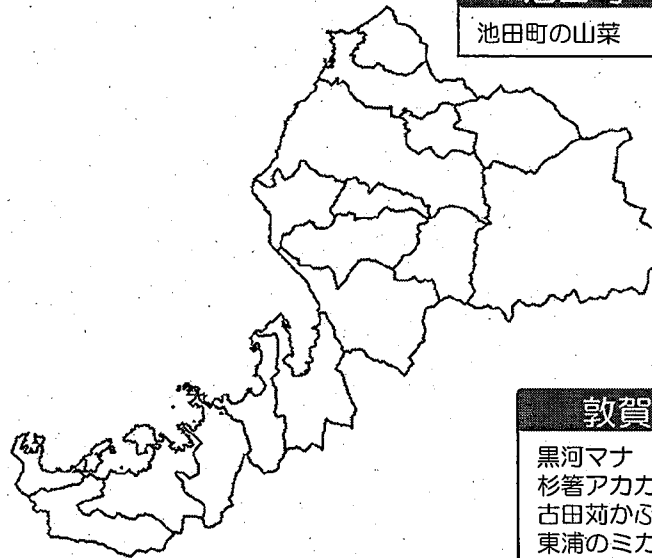 池田町の山菜
敦賀
黒河マナ
杉箸アカカ
古田苅かぶ
東浦のミカ